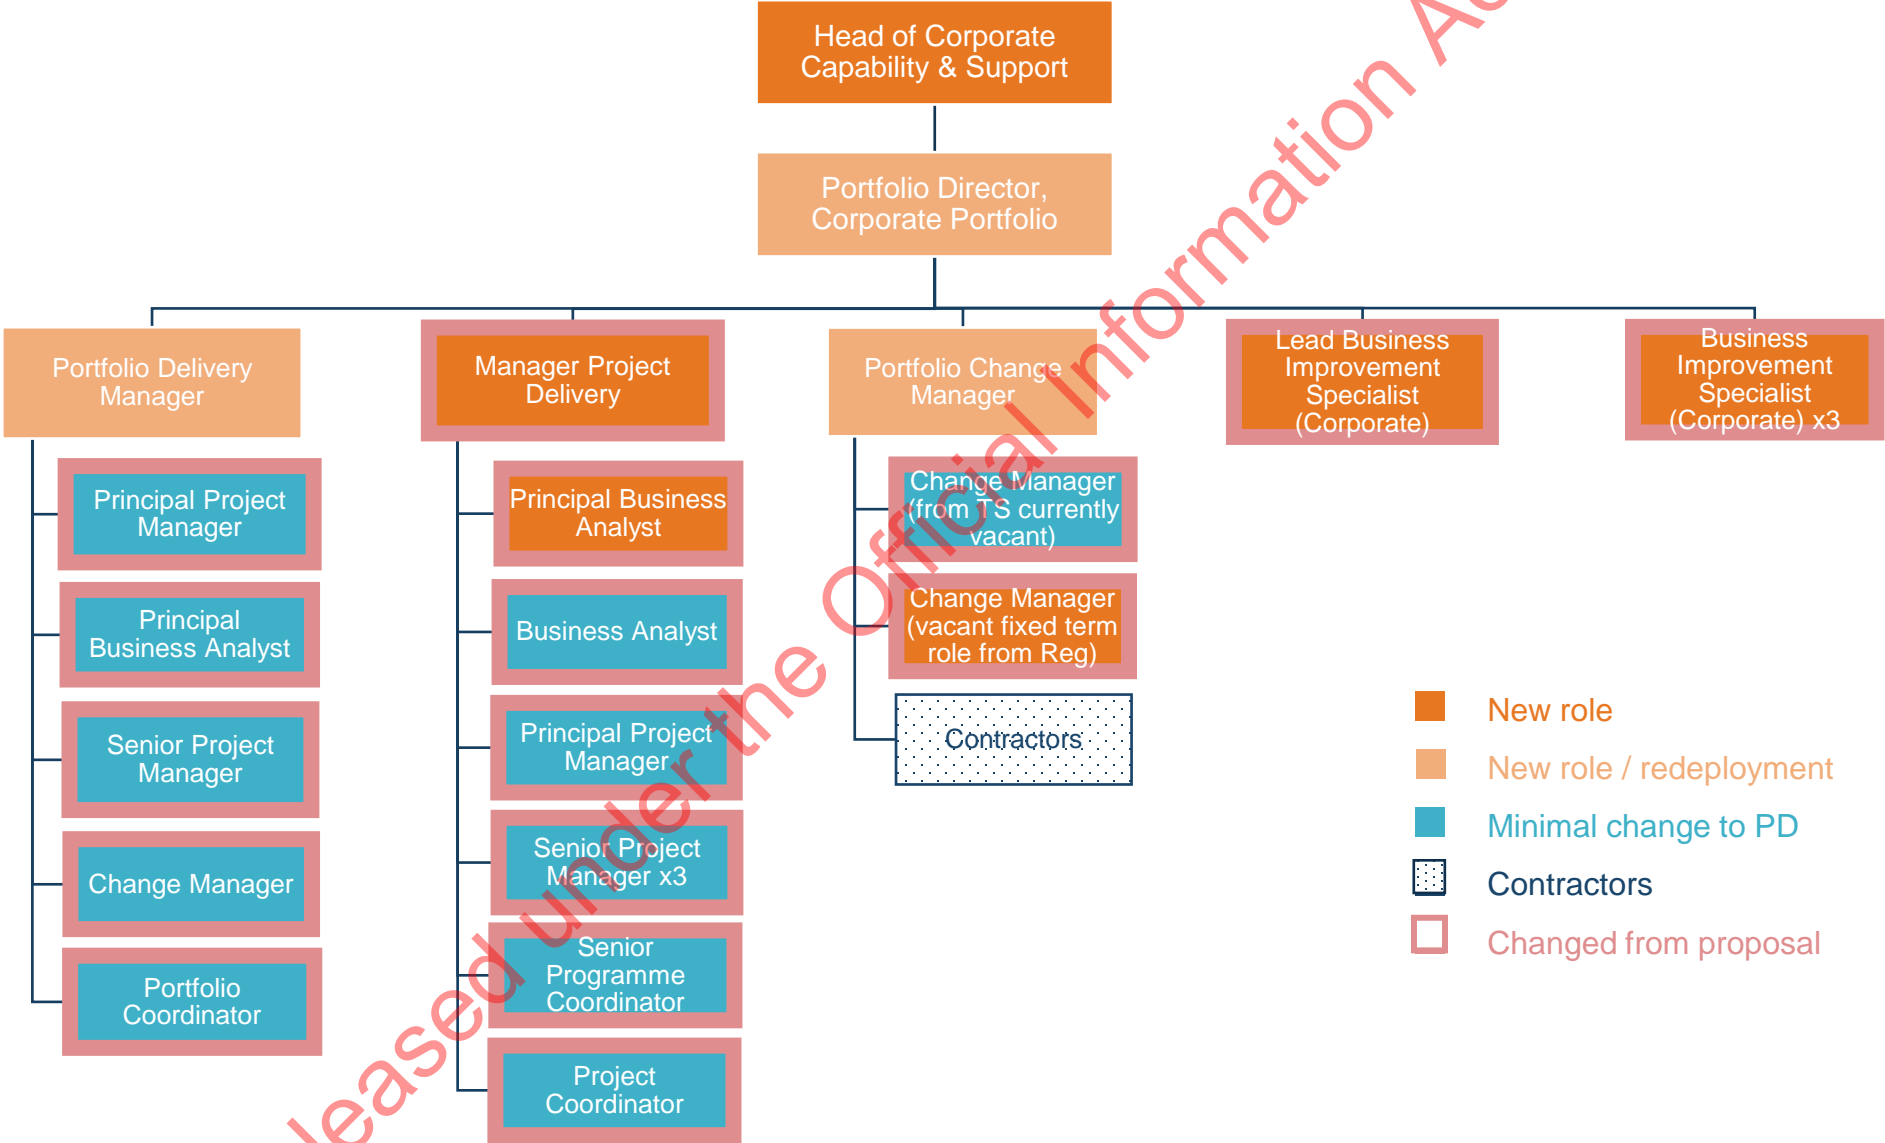 Head of Corporate
Capability & Support
Portfolio Director,
Corporate Portfolio
Portfolio Delivery
Manager
Manager Project
Delivery
Portfolio Change
Manager
Lead Business
Improvement
Specialist
(Corporate)
Business
Improvement
Specialist
(Corporate) x3
Principal Project
Manager
Principal
Business Analyst
Senior Project
Manager
Change Manager
Portfolio
Coordinator
Principal Business
Analyst
Business Analyst
Principal Project
Manager
Senior Project
Manager x3
Senior
Programme
Coordinator
Project
Coordinator
Change Manager
(from TS currently
vacant)
Change Manager
(vacant fixed term
role from Reg)
Contractors
New role
New role / redeployment
Minimal change to PD
Contractors
Changed from proposal
leased under the Official Information Ac